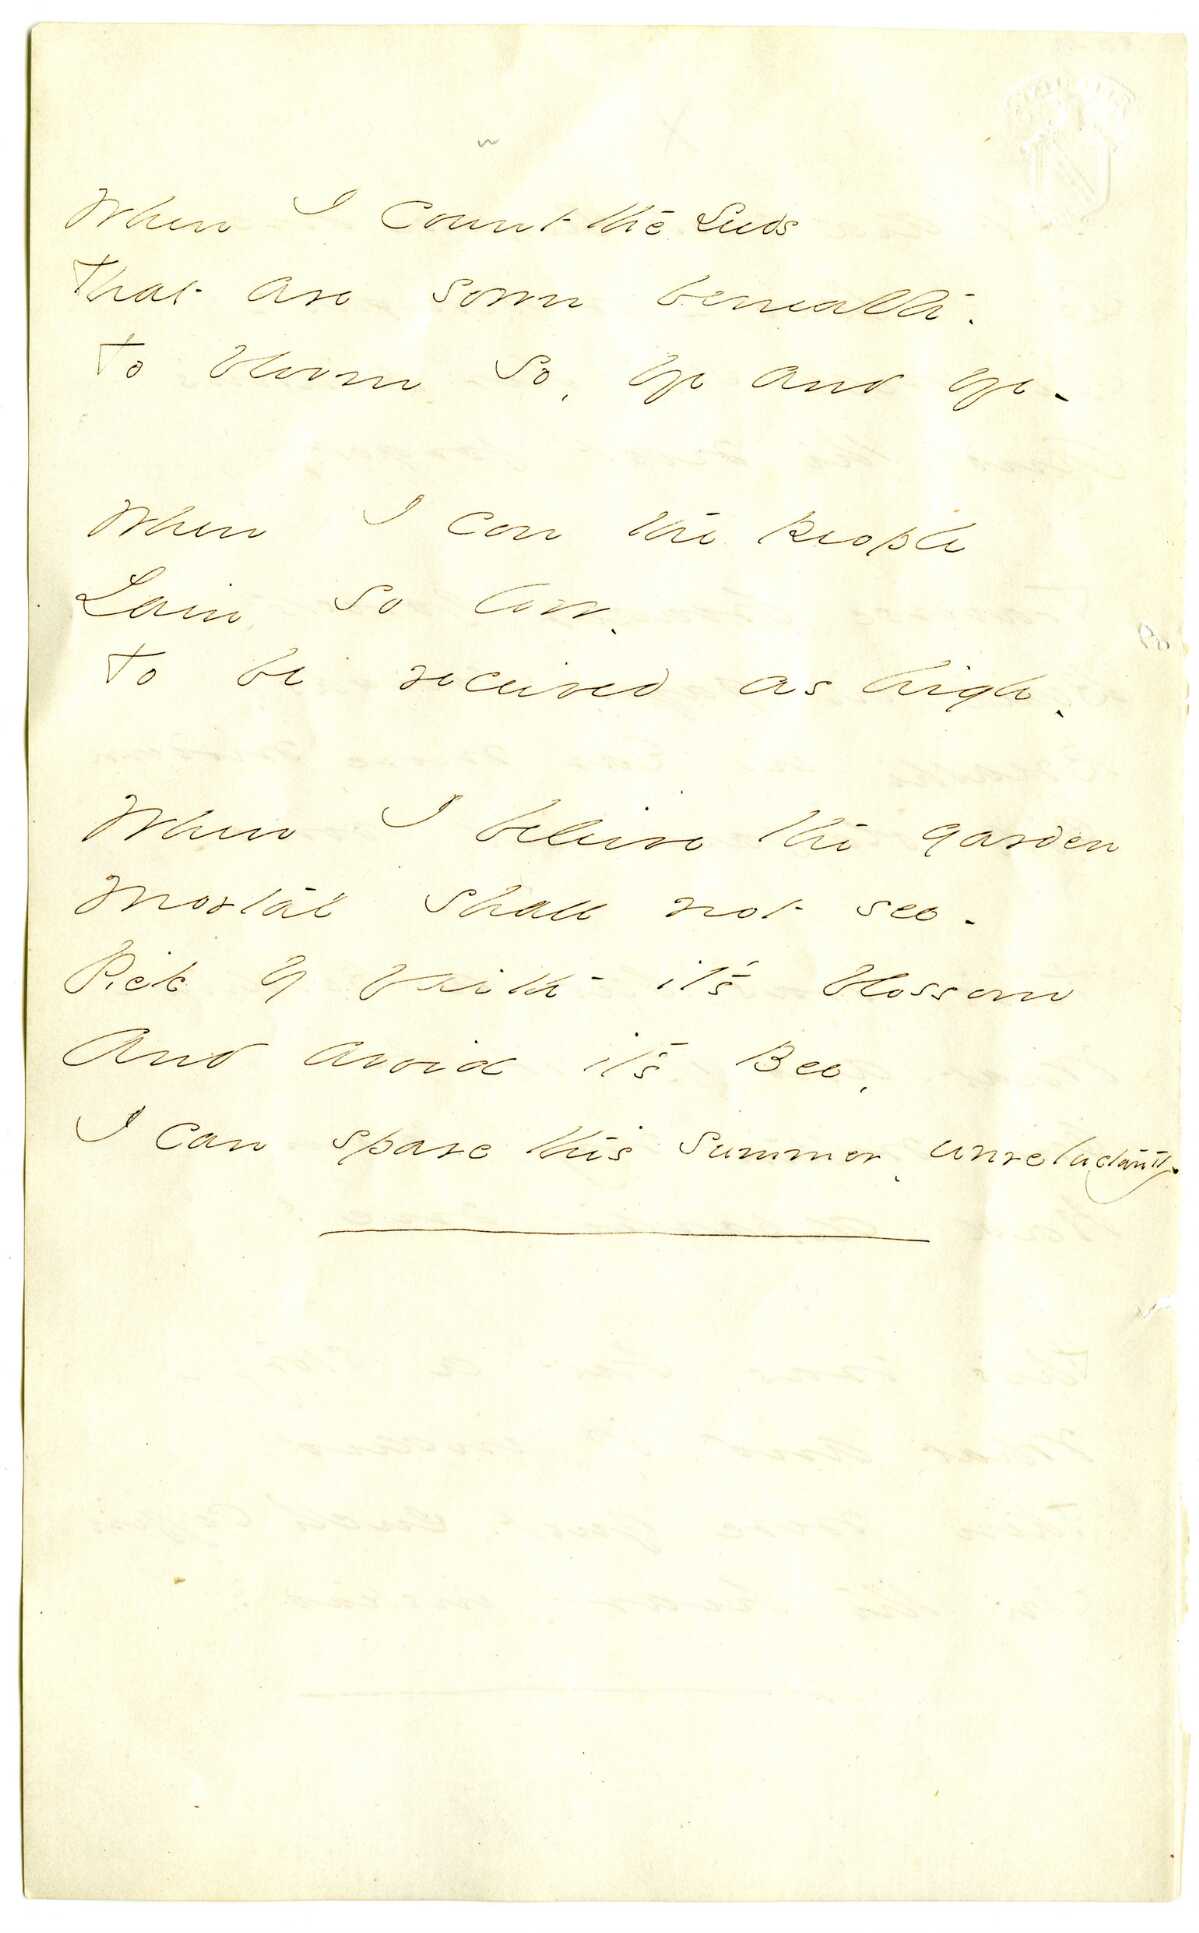 When I count the seeds
That are sown beneath -
To bloom so, bye and bye -
When I con the people
Lain so low -
To be received as high -
When I believe the garden
Mortal shall not see -
Pick by faith it's blossom
And avoid it's Bee,
I can spare this summer - unreluctantly.